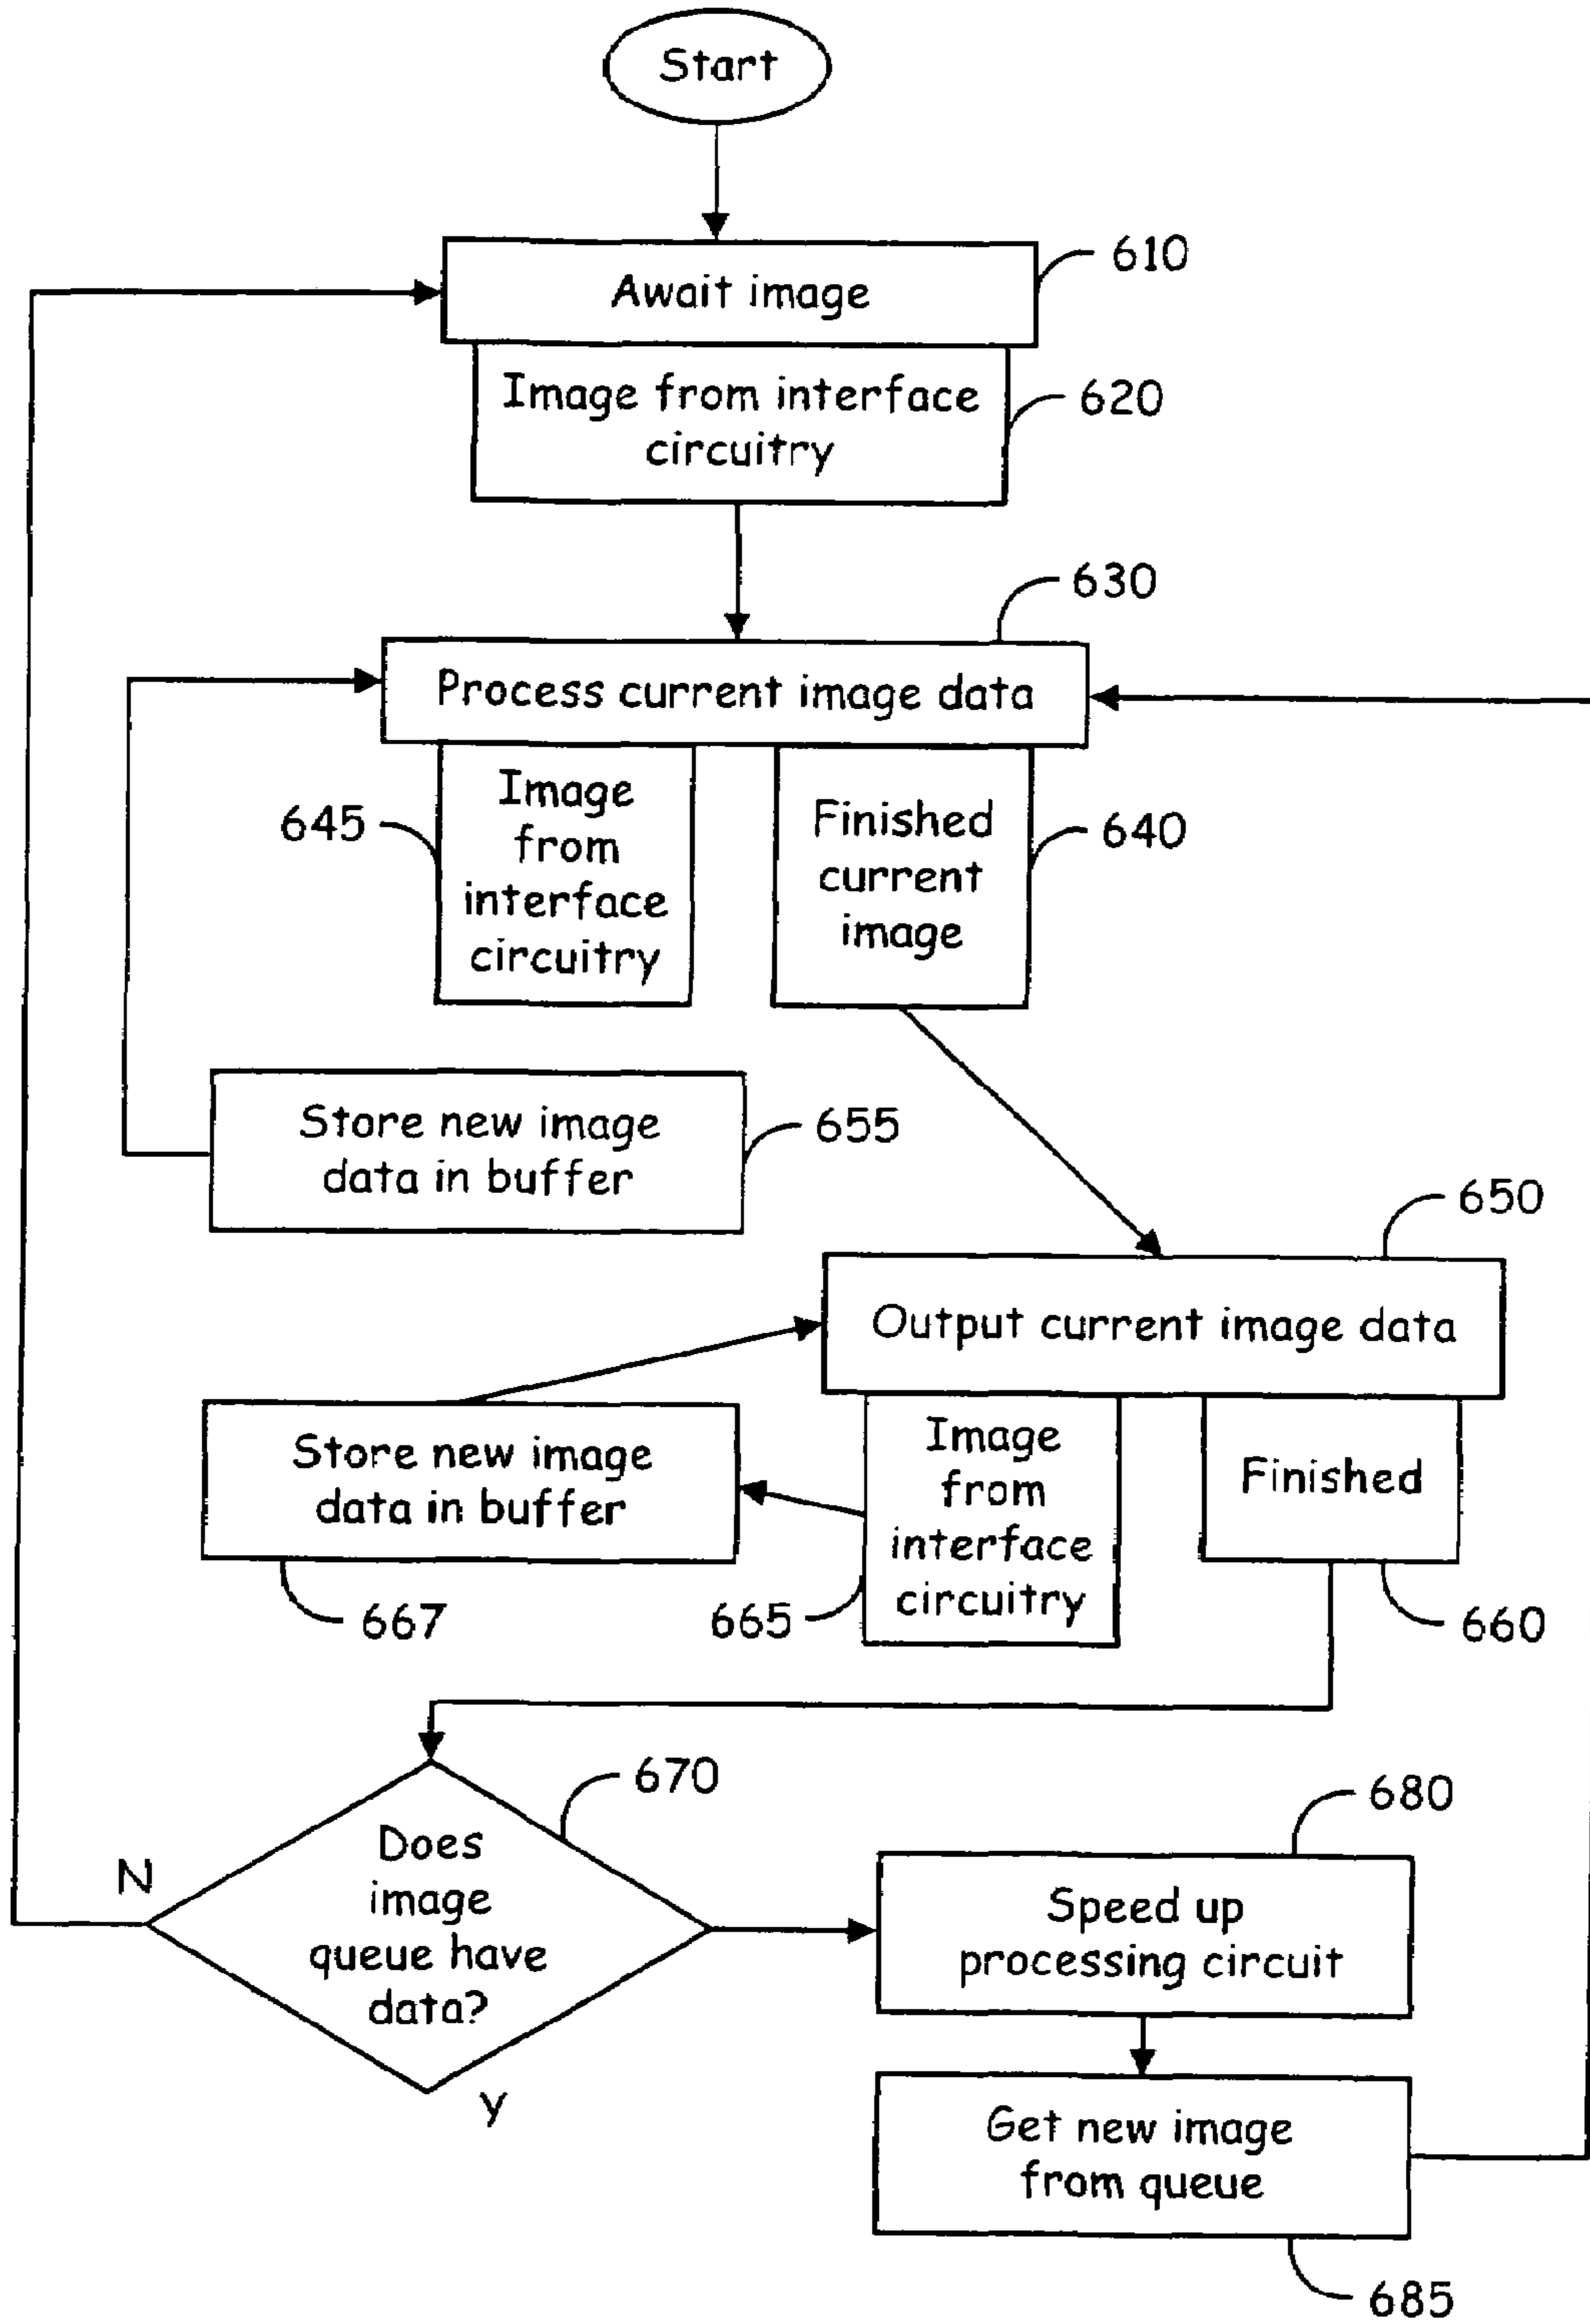 Start
Await image
610
Image from interface
circuitry
620
630
Process current image data
645
Image
from
interface
circuitry
Finished
current
image
640
Store new image
data in buffer
655
650
Output current image data
Store new image
data in buffer
667
Image
from
interface
circuitry
665
Finished
660
670
Does
image
queue have
data?
N
Y
680
Speed up
processing circuit
Get new image
from queue
685